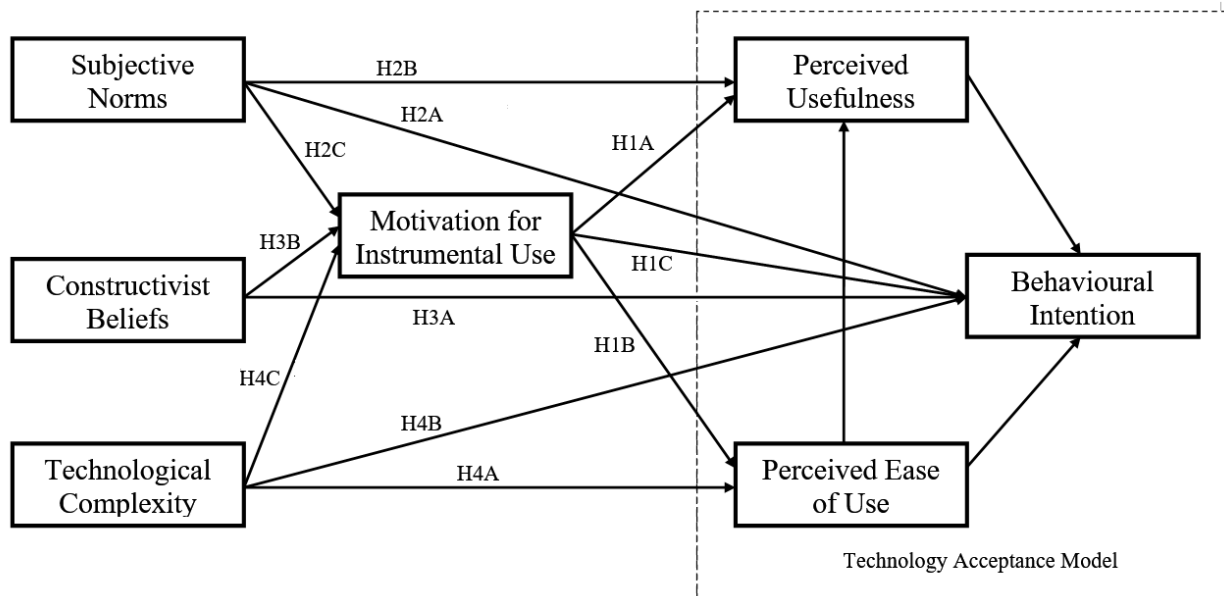 Subjective
Norms
H2B
Perceived
Usefulness
H2A
H1A
H2C
Motivation for
Instrumental Use
H3B
H1C
Constructivist
Beliefs
Behavioural
Intention
H3A
H1B
H4C
H4B
Technological
Complexity
H4A
Perceived Ease
of Use
Technology Acceptance Model